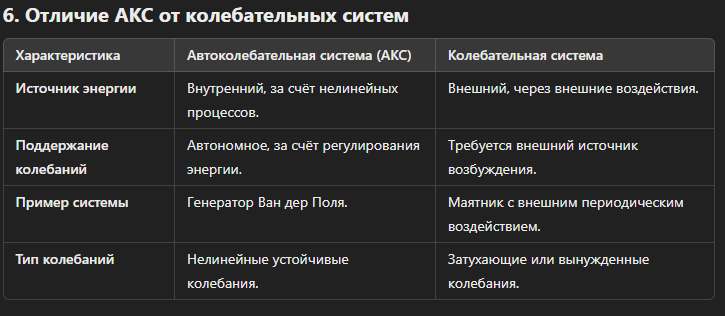 6. Отличие АКС от колебательных систем
Характеристика Автоколебательная система (АКС) Колебательная система
Источник энергии Внутренний, за счёт нелинейных Внешний, через внешние воздействия.
процессов.
Поддержание Автономное, за счёт регулирования Требуется внешний источник
колебаний энергии. возбуждения.
Пример системы Генератор Ван дер Поля. Маятник с внешним периодическим
воздействием.
Тип колебаний Нелинейные устойчивые Затухающие или вынужденные
колебания. колебания.